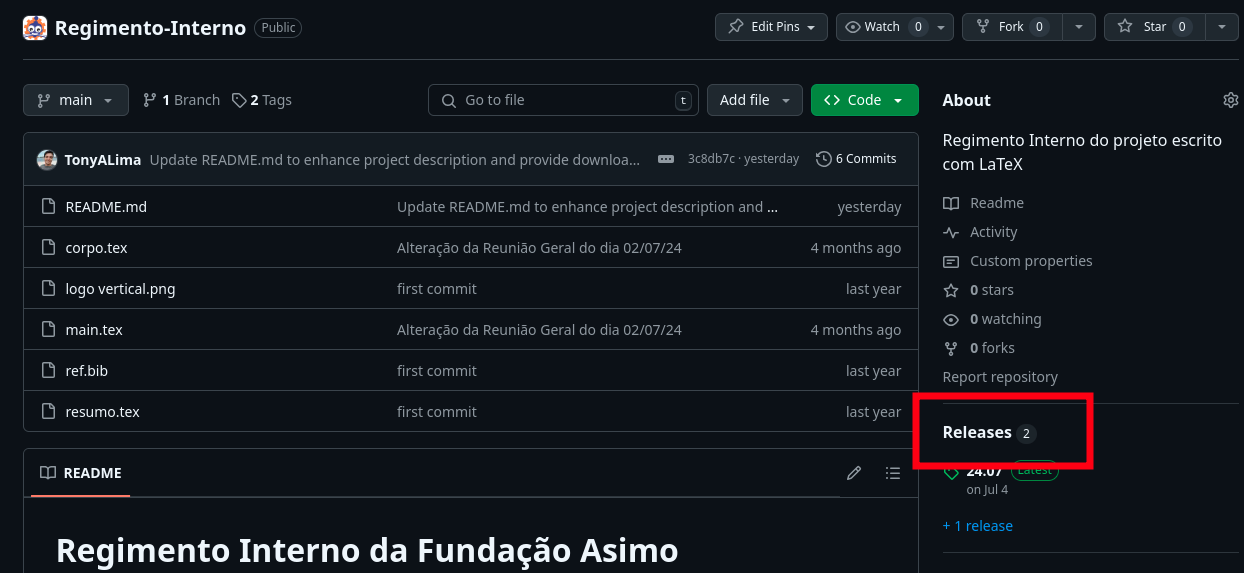 Regimento-Interno Public Edit Pins Watch 0 Fork 0 Star 0
main 1 Branch 2 Tags Go to file t Add file Code
TonyALima Update README.md to enhance project description and provide downloa... 3c8db7c · yesterday 6 Commits
README.md Update README.md to enhance project description and ... yesterday
corpo.tex Alteração da Reunião Geral do dia 02/07/24 4 months ago
logo vertical.png first commit last year
main.tex Alteração da Reunião Geral do dia 02/07/24 4 months ago
ref.bib first commit last year
resumo.tex first commit last year
README
Regimento Interno da Fundação Asimo
About
Regimento Interno do projeto escrito
com LaTeX
Readme
Activity
Custom properties
0 stars
0 watching
0 forks
Report repository
Releases 2
24.07 Latest
on Jul 4
+ 1 release